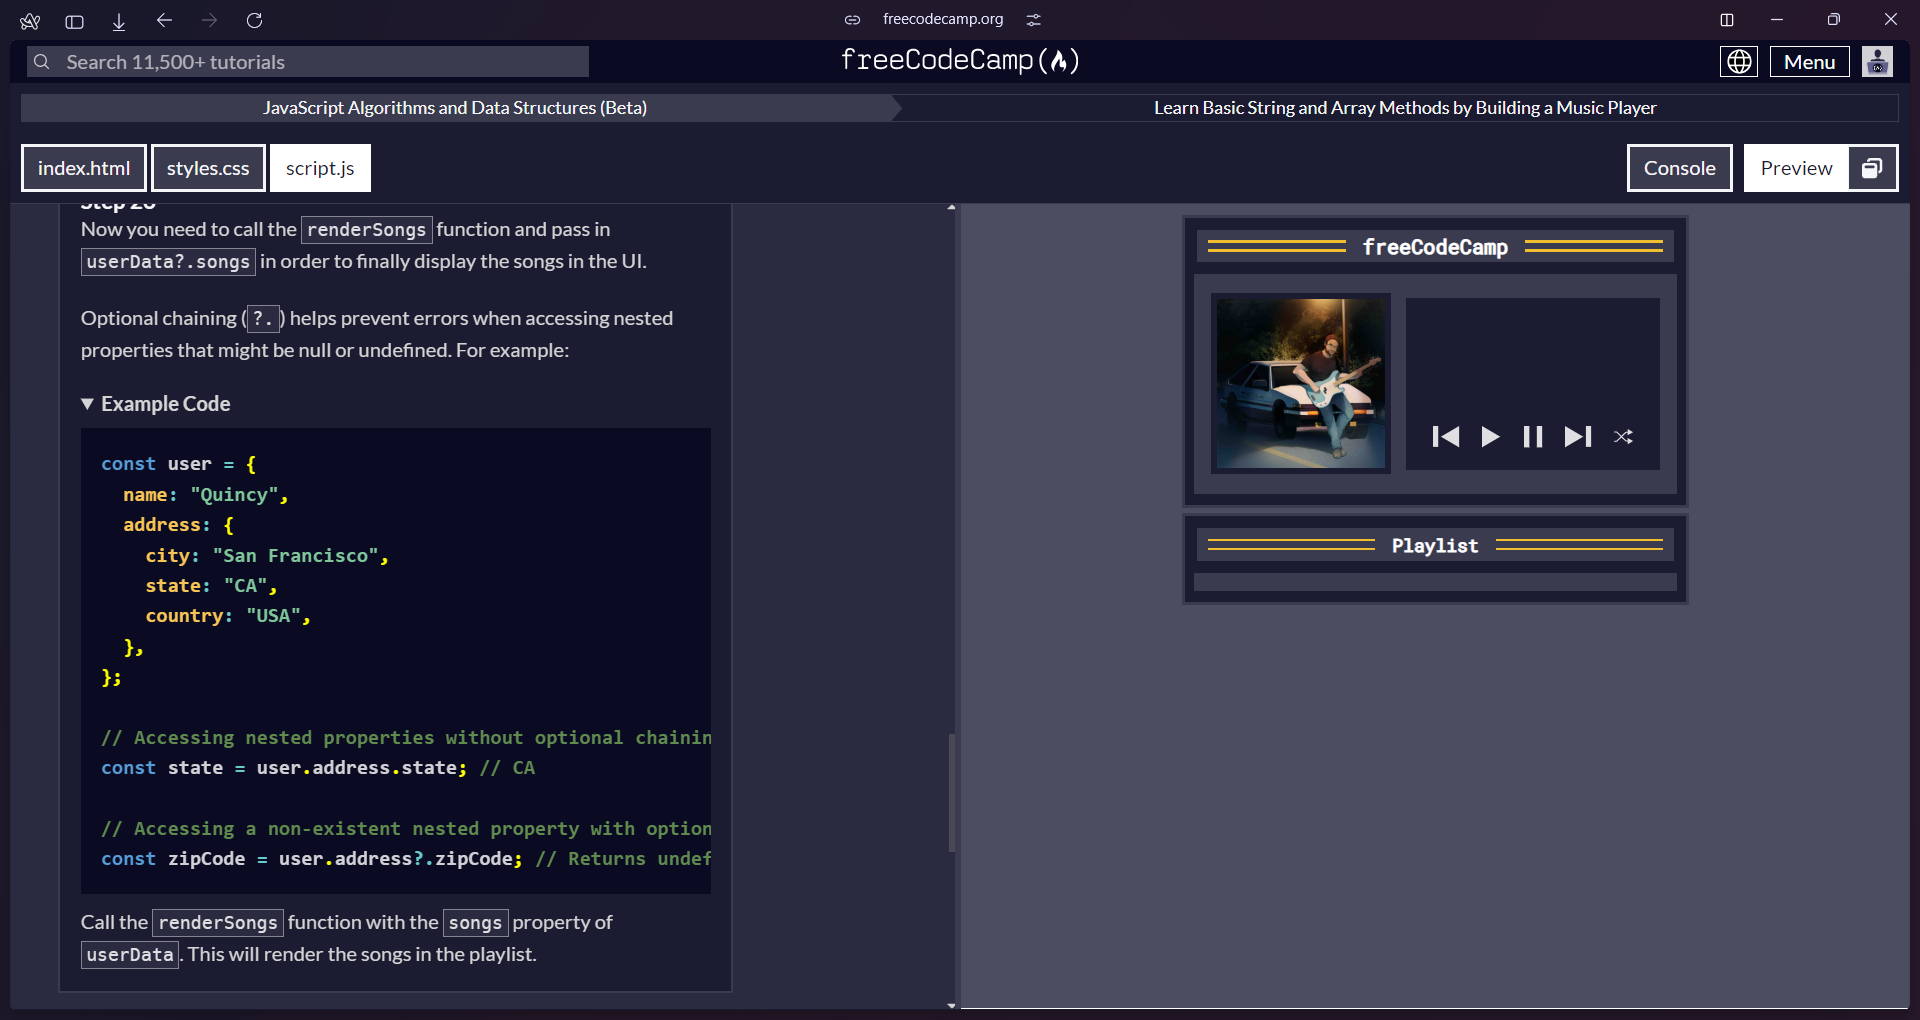 freecodecamp.org
Search 11,500+ tutorials
freeCodeCamp(🔥)
Menu
JavaScript Algorithms and Data Structures (Beta)
Learn Basic String and Array Methods by Building a Music Player
index.html
styles.css
script.js
Console
Preview
Step 26
Now you need to call the renderSongs function and pass in
userData?.songs in order to finally display the songs in the UI.
Optional chaining (?.) helps prevent errors when accessing nested
properties that might be null or undefined. For example:
▼ Example Code
const user = {
  name: "Quincy",
  address: {
    city: "San Francisco",
    state: "CA",
    country: "USA",
  },
};
// Accessing nested properties without optional chainin
const state = user.address.state; // CA
// Accessing a non-existent nested property with option
const zipCode = user.address?.zipCode; // Returns undef
Call the renderSongs function with the songs property of
userData. This will render the songs in the playlist.
freeCodeCamp
Playlist